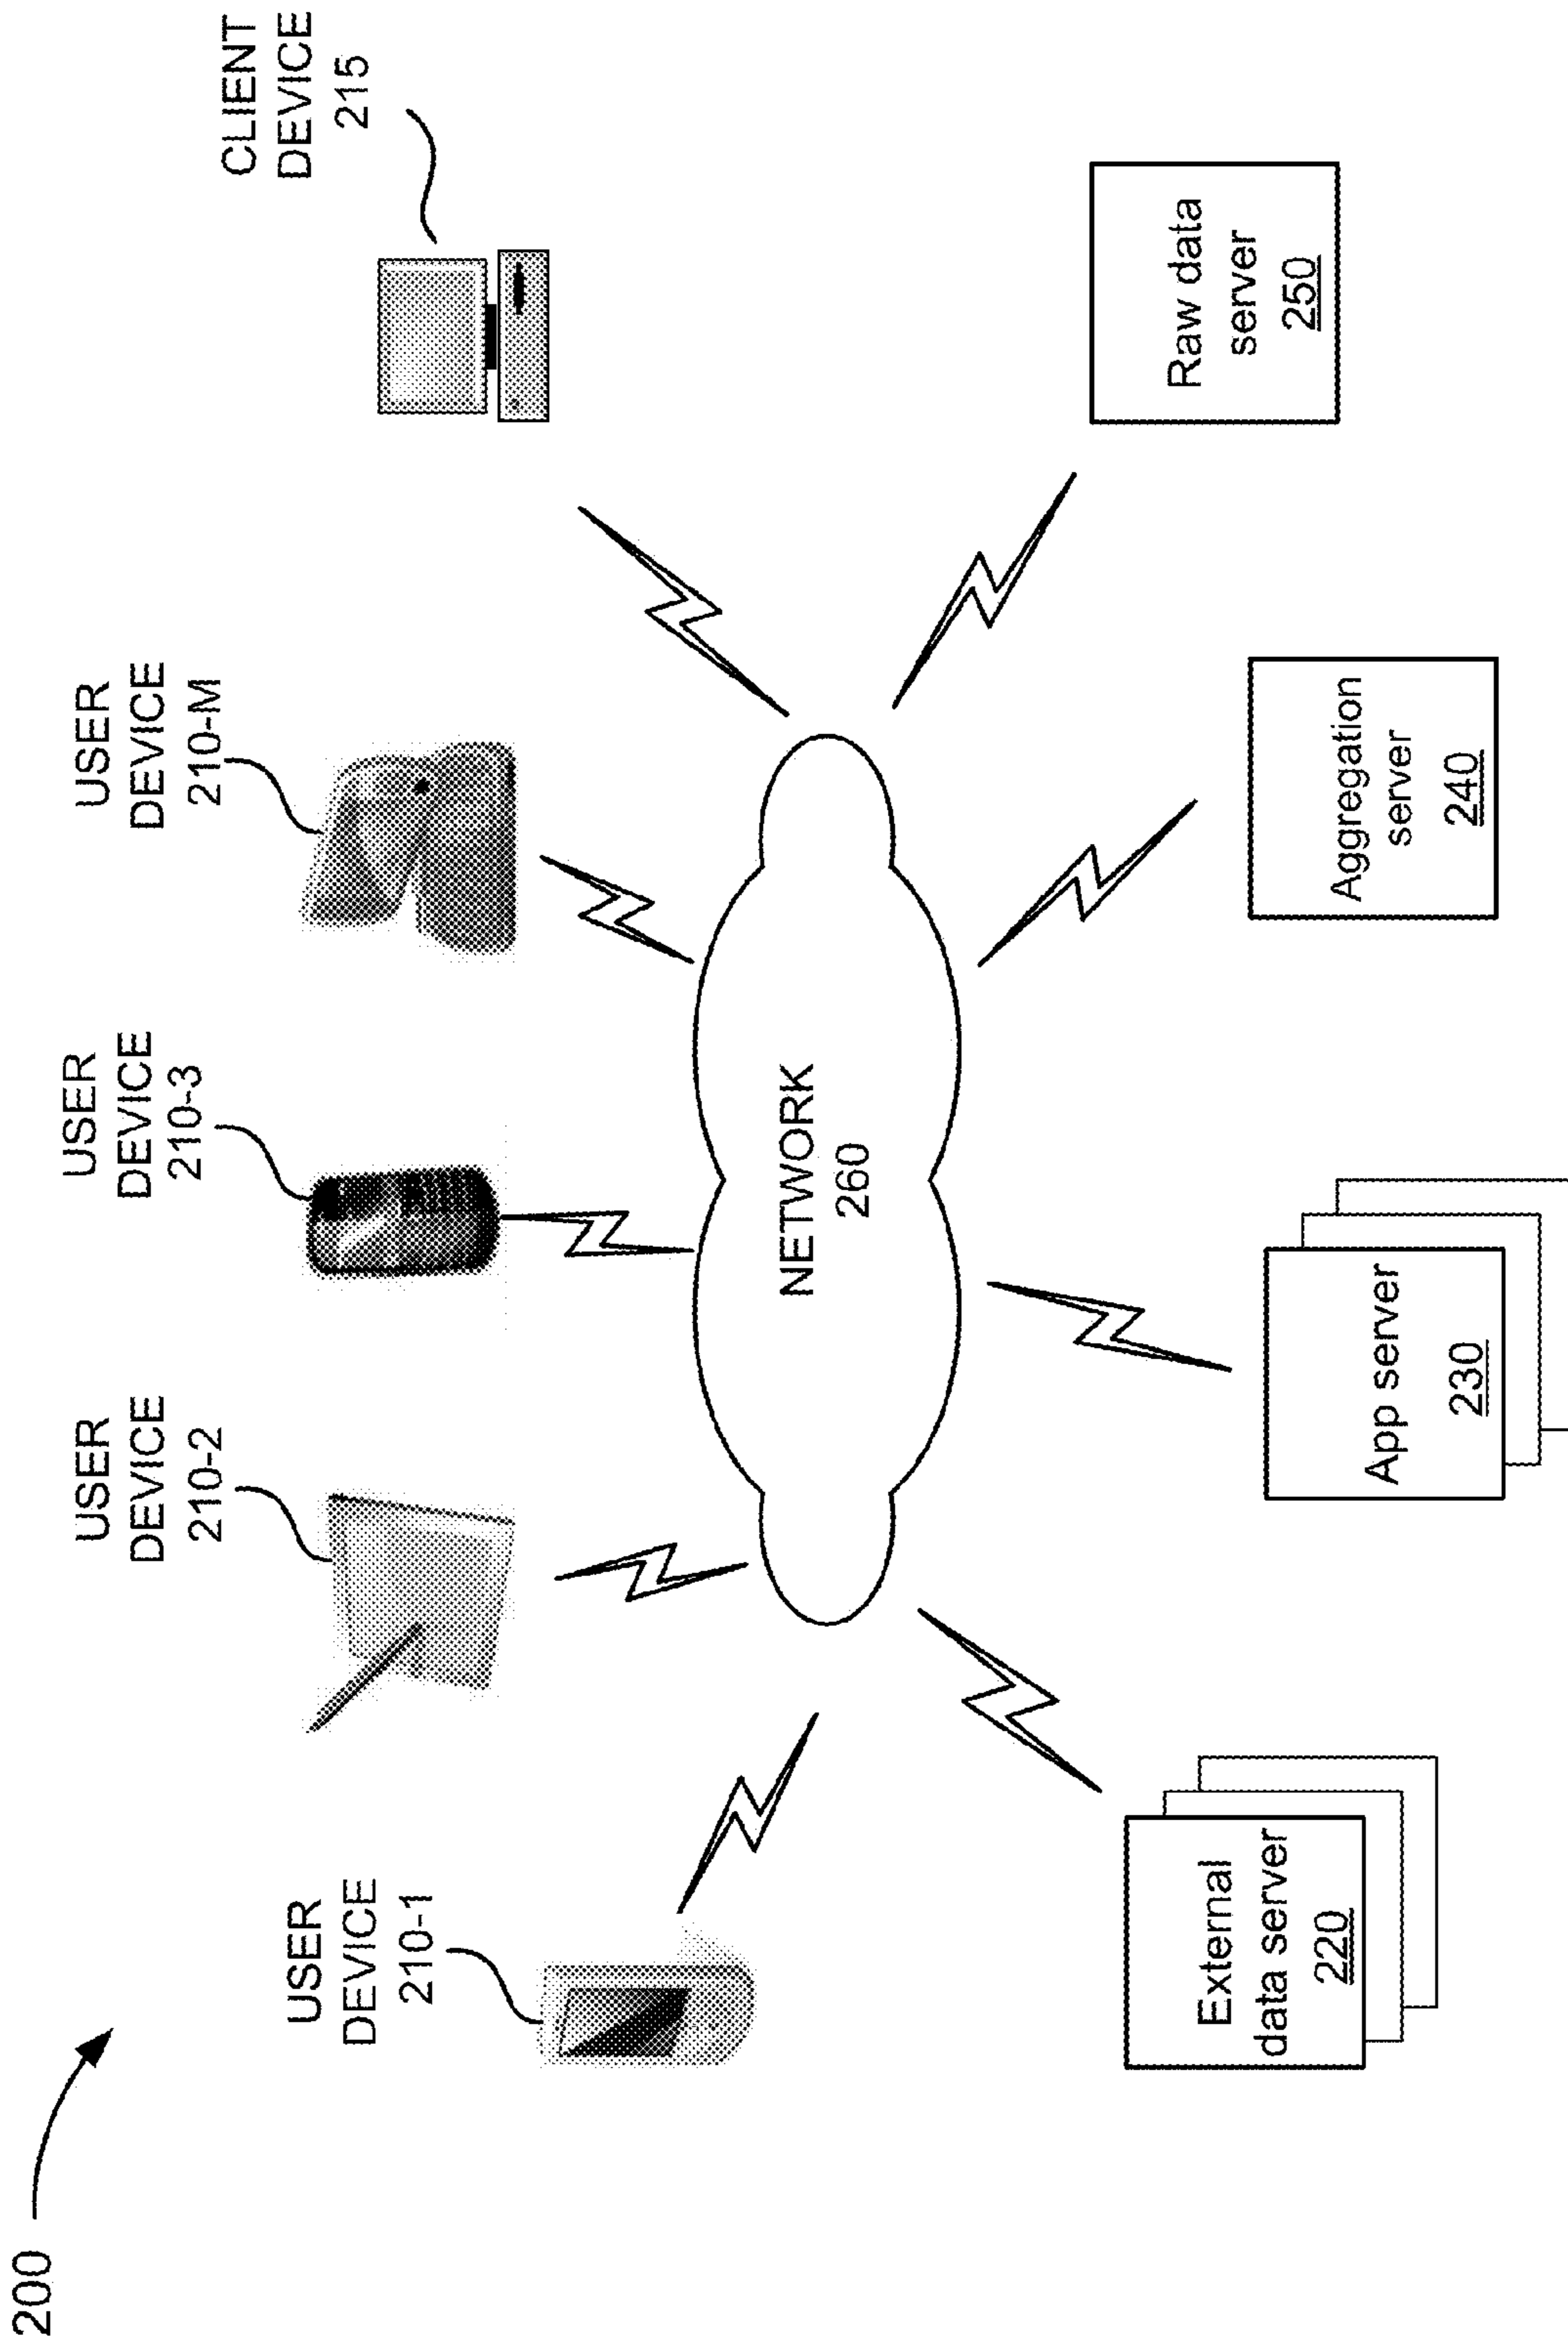 200
USER
DEVICE
210-1
USER
DEVICE
210-2
USER
DEVICE
210-3
USER
DEVICE
210-M
CLIENT
DEVICE
215
NETWORK
260
External
data server
220
App server
230
Aggregation
server
240
Raw data
server
250